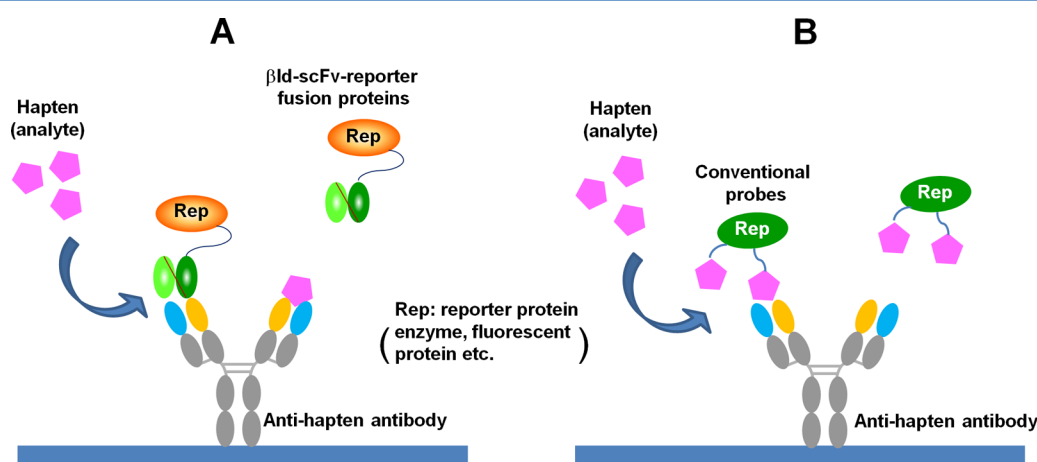 A
βId-scFv-reporter
fusion proteins
Hapten
(analyte)
Rep
Rep
Rep: reporter protein
( enzyme, fluorescent )
protein etc.
Anti-hapten antibody
B
Hapten
(analyte)
Conventional
probes
Rep
Rep
Anti-hapten antibody